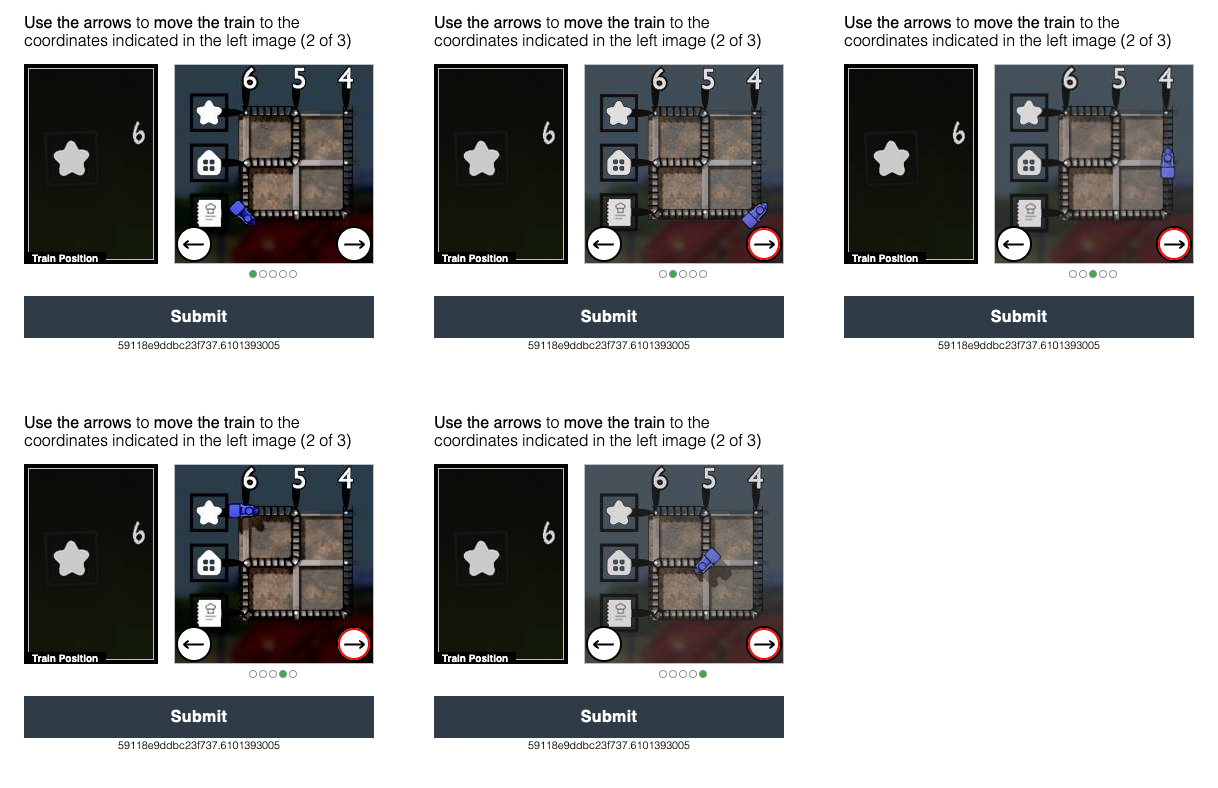 Use the arrows to move the train to the
coordinates indicated in the left image (2 of 3)
6
Train Position
6 5 4
Submit
59118e9ddbc23f737.6101393005
Use the arrows to move the train to the
coordinates indicated in the left image (2 of 3)
6
Train Position
6 5 4
Submit
59118e9ddbc23f737.6101393005
Use the arrows to move the train to the
coordinates indicated in the left image (2 of 3)
6
Train Position
6 5 4
Submit
59118e9ddbc23f737.6101393005
Use the arrows to move the train to the
coordinates indicated in the left image (2 of 3)
6
Train Position
6 5 4
Submit
59118e9ddbc23f737.6101393005
Use the arrows to move the train to the
coordinates indicated in the left image (2 of 3)
6
Train Position
6 5 4
Submit
59118e9ddbc23f737.6101393005